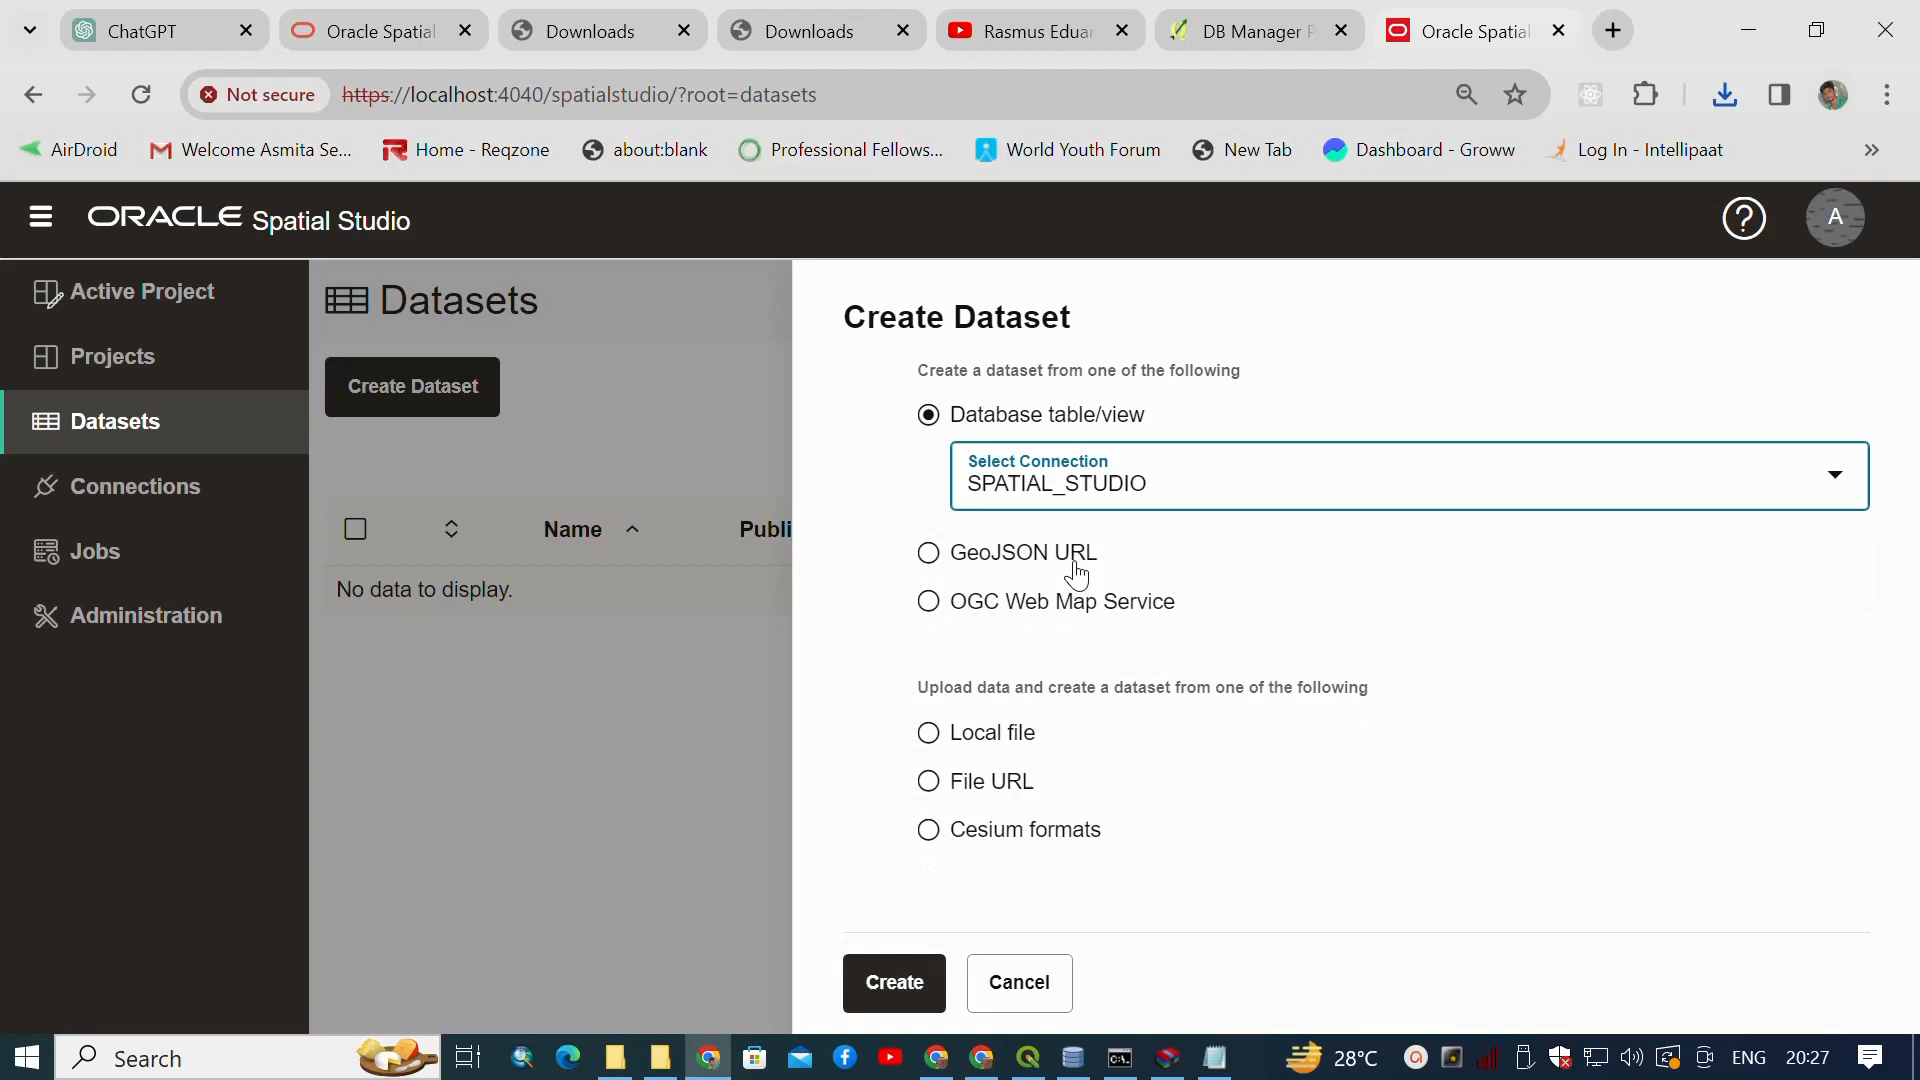 ChatGPT
Oracle Spatial
Downloads
Downloads
Rasmus Eduar
DB Manager P
Oracle Spatial
Not secure
https://localhost:4040/spatialstudio/?root=datasets
AirDroid
Welcome Asmita Se...
Home - Reqzone
about:blank
Professional Fellows...
World Youth Forum
New Tab
Dashboard - Groww
Log In - Intellipaat
ORACLE Spatial Studio
A
Active Project
Projects
Datasets
Connections
Jobs
Administration
Datasets
Create Dataset
Name
Publi
No data to display.
Create Dataset
Create a dataset from one of the following
Database table/view
Select Connection
SPATIAL_STUDIO
GeoJSON URL
OGC Web Map Service
Upload data and create a dataset from one of the following
Local file
File URL
Cesium formats
Create
Cancel
Search
28°C
ENG
20:27